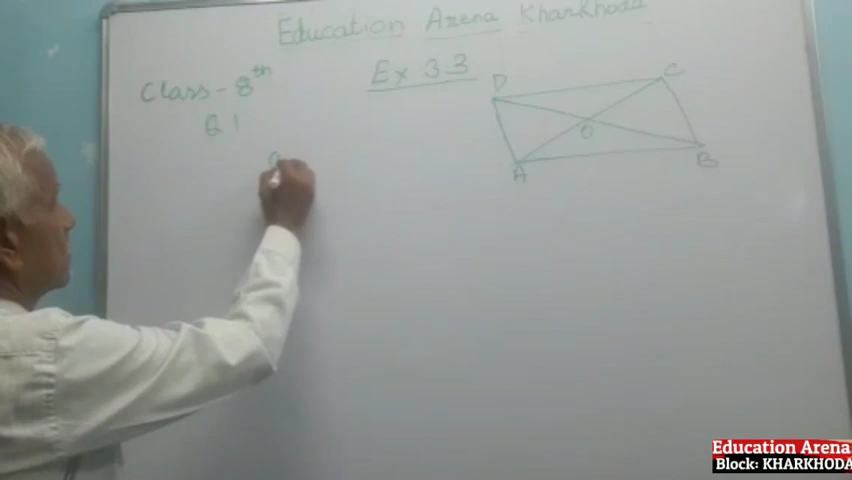 Education Arena Kharkhoda
Class - 8th
Ex 3.3
Q 1
D
C
O
A
B
Education Arena
Block: KHARKHODA